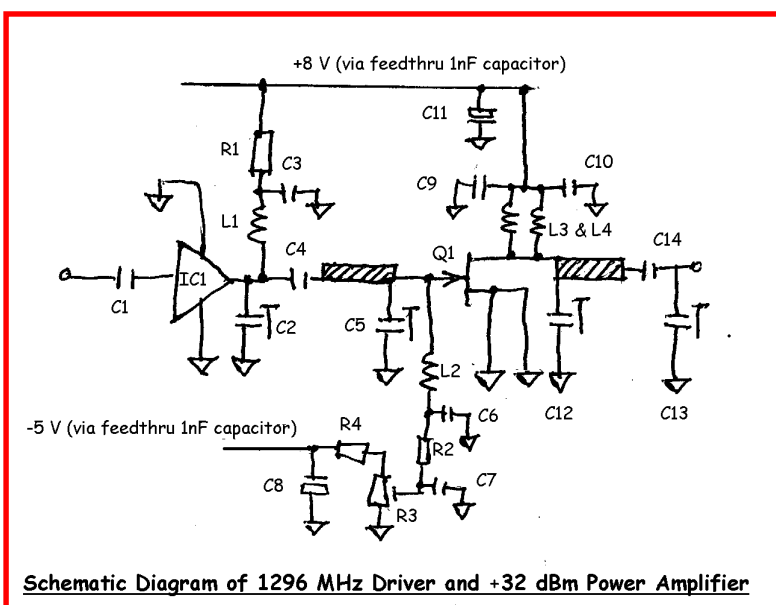 +8 V (via feedthru 1nF capacitor)
C11
R1
C3
C10
C9
L1
L3 & L4
C4
Q1
C14
IC1
C1
C2
C5
L2
C12
C13
C6
-5 V (via feedthru 1nF capacitor)
R4
R2
C7
C8
R3
Schematic Diagram of 1296 MHz Driver and +32 dBm Power Amplifier